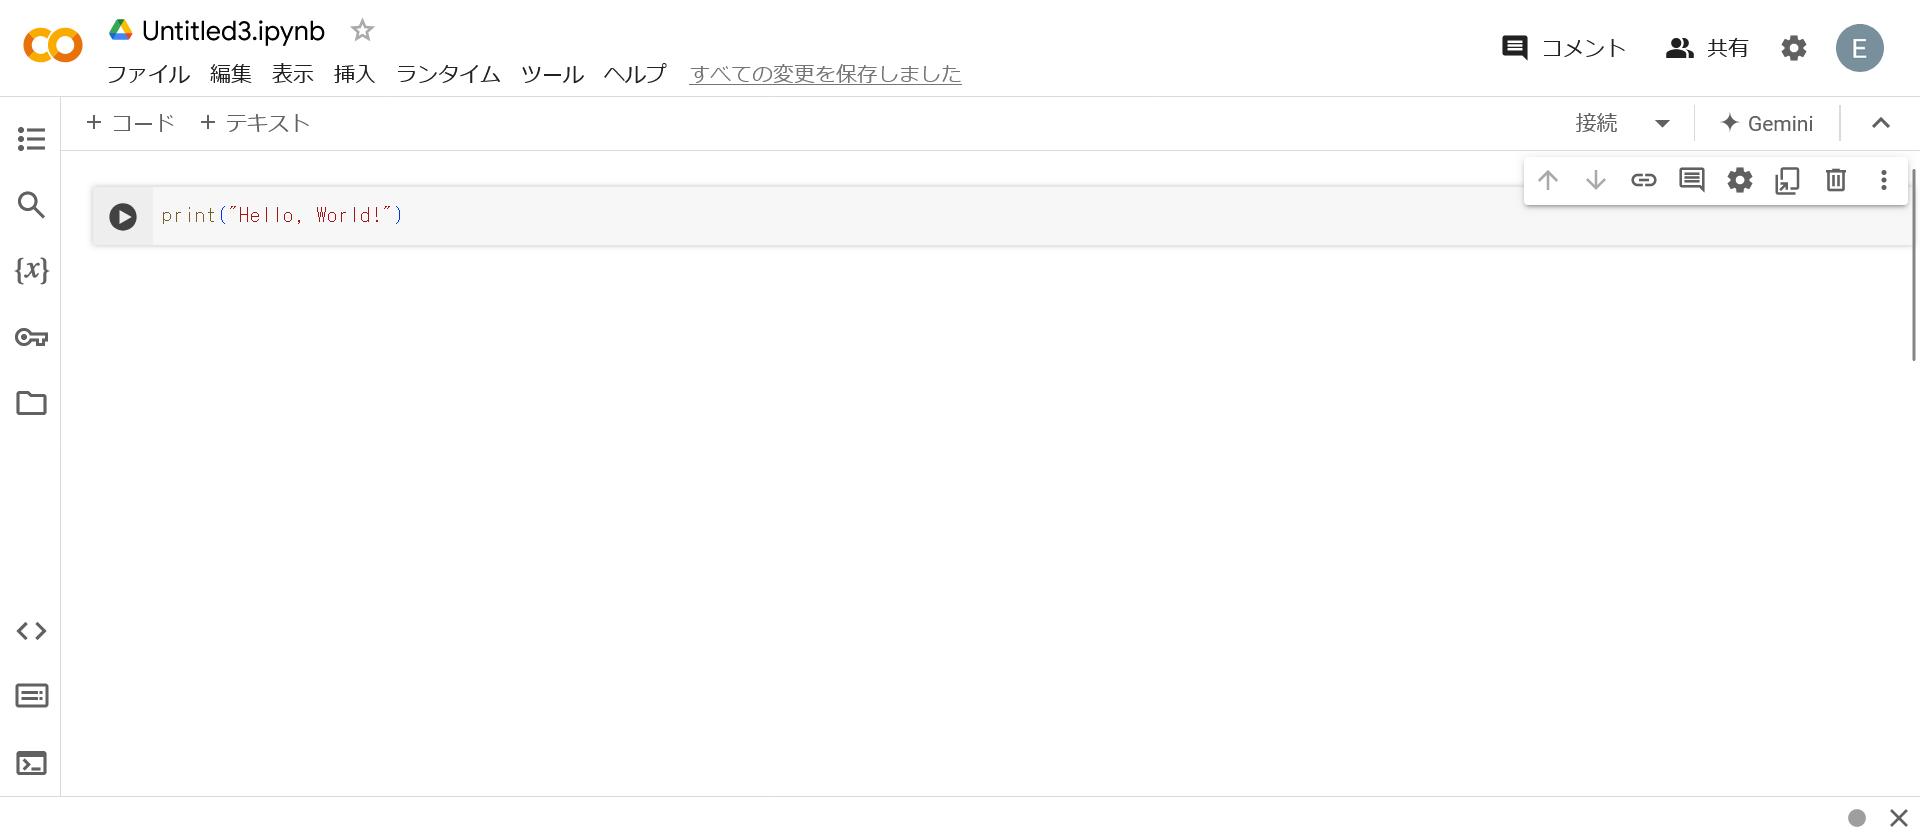 Untitled3.ipynb
コメント 共有 E
ファイル 編集 表示 挿入 ランタイム ツール ヘルプ すべての変更を保存しました
+ コード + テキスト 接続 Gemini
{x}
print("Hello, World!")